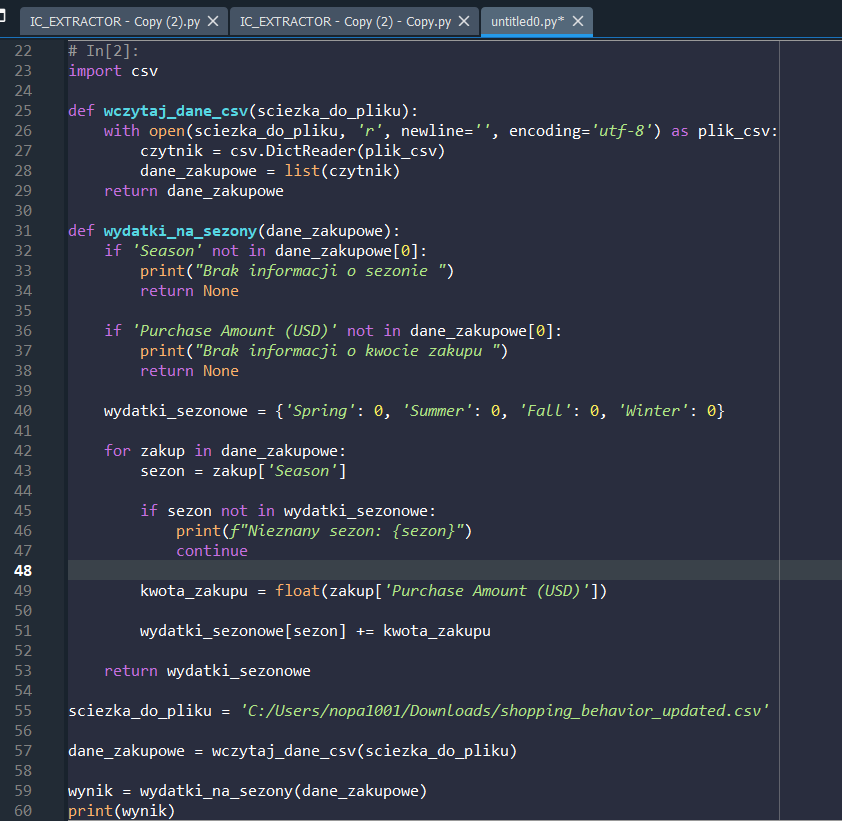 IC_EXTRACTOR - Copy (2).py IC_EXTRACTOR - Copy (2) - Copy.py untitled0.py*
22 # In[2]:
23 import csv
24
25 def wczytaj_dane_csv(sciezka_do_pliku):
26     with open(sciezka_do_pliku, 'r', newline='', encoding='utf-8') as plik_csv:
27         czytnik = csv.DictReader(plik_csv)
28         dane_zakupowe = list(czytnik)
29     return dane_zakupowe
30
31 def wydatki_na_sezony(dane_zakupowe):
32     if 'Season' not in dane_zakupowe[0]:
33         print("Brak informacji o sezonie ")
34         return None
35
36     if 'Purchase Amount (USD)' not in dane_zakupowe[0]:
37         print("Brak informacji o kwocie zakupu ")
38         return None
39
40     wydatki_sezonowe = {'Spring': 0, 'Summer': 0, 'Fall': 0, 'Winter': 0}
41
42     for zakup in dane_zakupowe:
43         sezon = zakup['Season']
44
45         if sezon not in wydatki_sezonowe:
46             print(f"Nieznany sezon: {sezon}")
47             continue
48
49         kwota_zakupu = float(zakup['Purchase Amount (USD)'])
50
51         wydatki_sezonowe[sezon] += kwota_zakupu
52
53     return wydatki_sezonowe
54
55 sciezka_do_pliku = 'C:/Users/nopa1001/Downloads/shopping_behavior_updated.csv'
56
57 dane_zakupowe = wczytaj_dane_csv(sciezka_do_pliku)
58
59 wynik = wydatki_na_sezony(dane_zakupowe)
60 print(wynik)